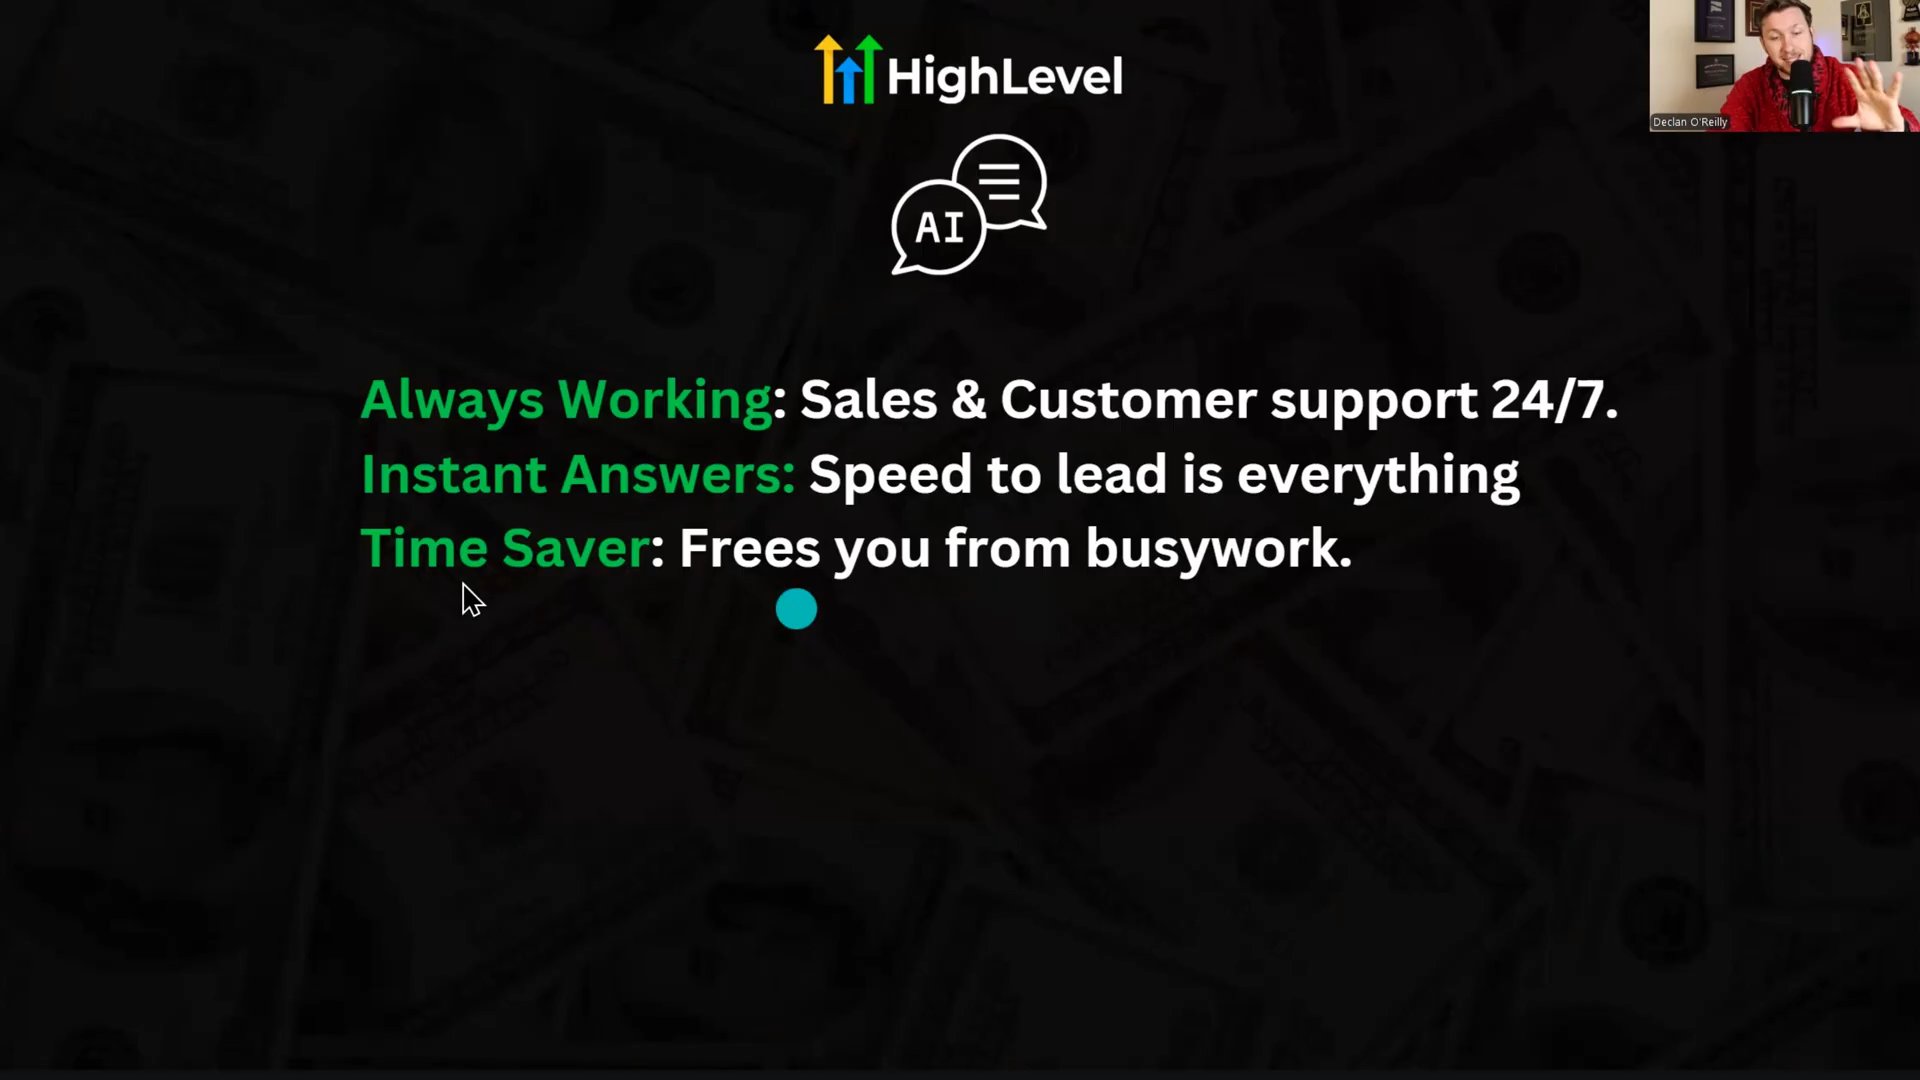 HighLevel
Declan O'Reilly
AI
Always Working: Sales & Customer support 24/7.
Instant Answers: Speed to lead is everything
Time Saver: Frees you from busywork.